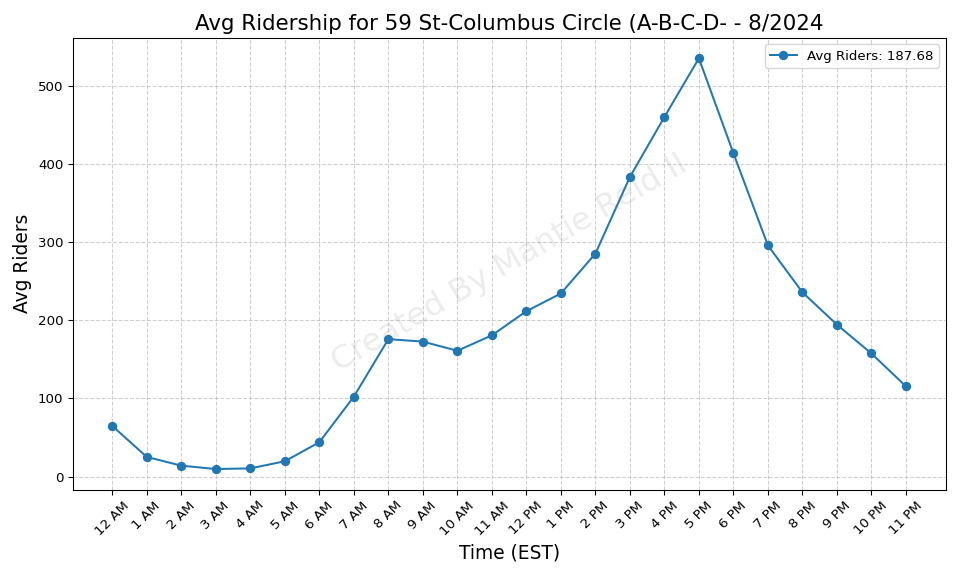 Avg Ridership for 59 St-Columbus Circle (A-B-C-D- - 8/2024
Avg Riders: 187.68
500
400
300
200
100
0
Avg Riders
Created By Mantle Reid II
12 AM
1 AM
2 AM
3 AM
4 AM
5 AM
6 AM
7 AM
8 AM
9 AM
10 AM
11 AM
12 PM
1 PM
2 PM
3 PM
4 PM
5 PM
6 PM
7 PM
8 PM
9 PM
10 PM
11 PM
Time (EST)